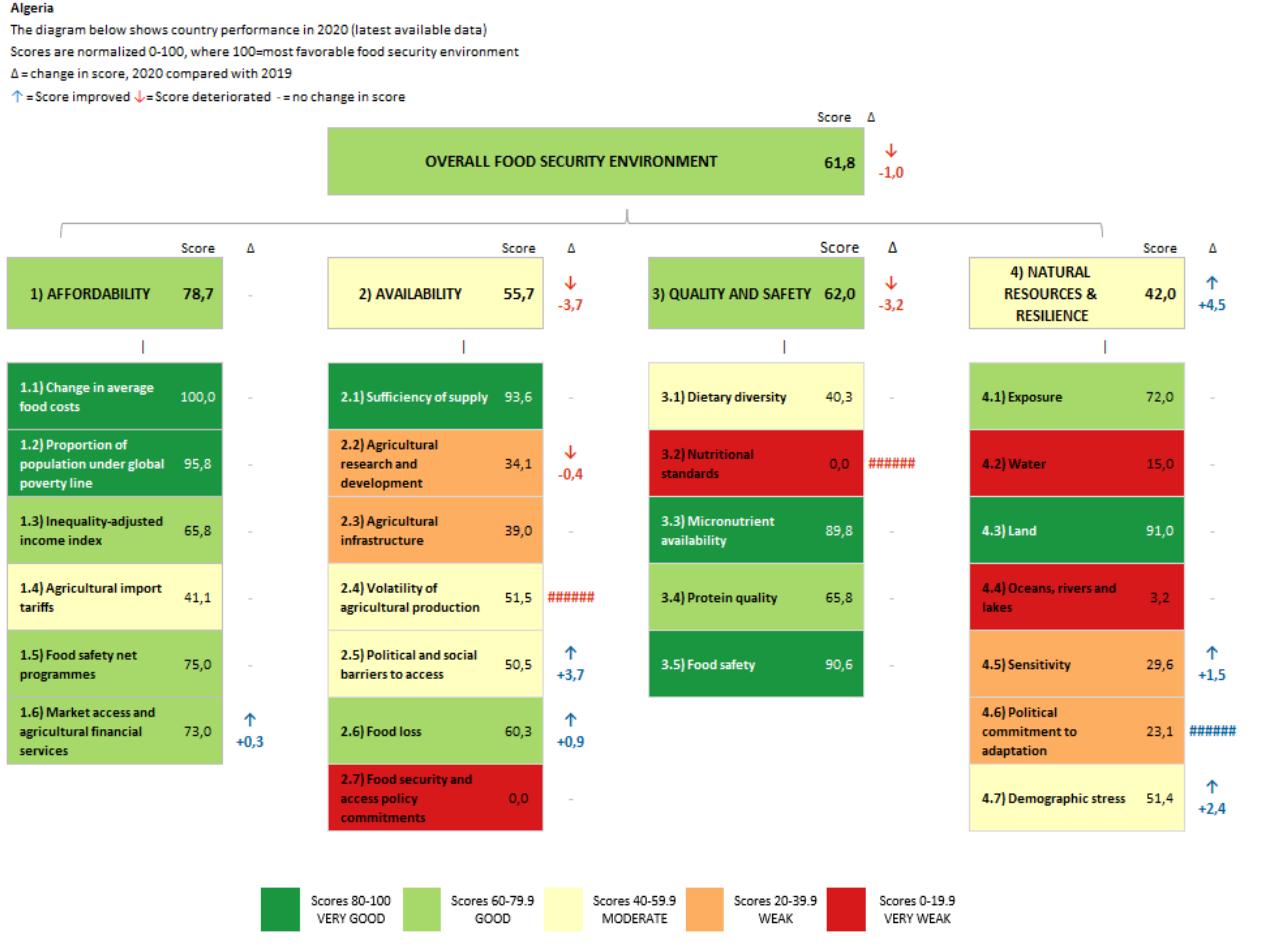 Algeria
The diagram below shows country performance in 2020 (latest available data)
Scores are normalized 0-100, where 100=most favorable food security environment
Δ = change in score, 2020 compared with 2019
↑ =Score improved ↓=Score deteriorated - = no change in score
Score Δ
OVERALL FOOD SECURITY ENVIRONMENT 61,8
↓
-1,0
Score Δ
1) AFFORDABILITY 78,7 -
1.1) Change in average
food costs
100,0 -
1.2) Proportion of
population under global
poverty line
95,8 -
1.3) Inequality-adjusted
income index
65,8 -
1.4) Agricultural import
tariffs
41,1 -
1.5) Food safety net
programmes
75,0 -
1.6) Market access and
agricultural financial
services
73,0
↑
+0,3
Score Δ
2) AVAILABILITY 55,7
↓
-3,7
2.1) Sufficiency of supply 93,6 -
2.2) Agricultural
research and
development
34,1
↓
-0,4
2.3) Agricultural
infrastructure
39,0 -
2.4) Volatility of
agricultural production
51,5 ######
2.5) Political and social
barriers to access
50,5
↑
+3,7
2.6) Food loss 60,3
↑
+0,9
2.7) Food security and
access policy
commitments
0,0 -
Score Δ
3) QUALITY AND SAFETY 62,0
↓
-3,2
3.1) Dietary diversity 40,3 -
3.2) Nutritional
standards
0,0 ######
3.3) Micronutrient
availability
89,8 -
3.4) Protein quality 65,8 -
3.5) Food safety 90,6 -
Score Δ
4) NATURAL
RESOURCES &
RESILIENCE
42,0
↑
+4,5
4.1) Exposure 72,0 -
4.2) Water 15,0 -
4.3) Land 91,0 -
4.4) Oceans, rivers and
lakes
3,2 -
4.5) Sensitivity 29,6
↑
+1,5
4.6) Political
commitment to
adaptation
23,1 ######
4.7) Demographic stress 51,4
↑
+2,4
Scores 80-100
VERY GOOD
Scores 60-79.9
GOOD
Scores 40-59.9
MODERATE
Scores 20-39.9
WEAK
Scores 0-19.9
VERY WEAK